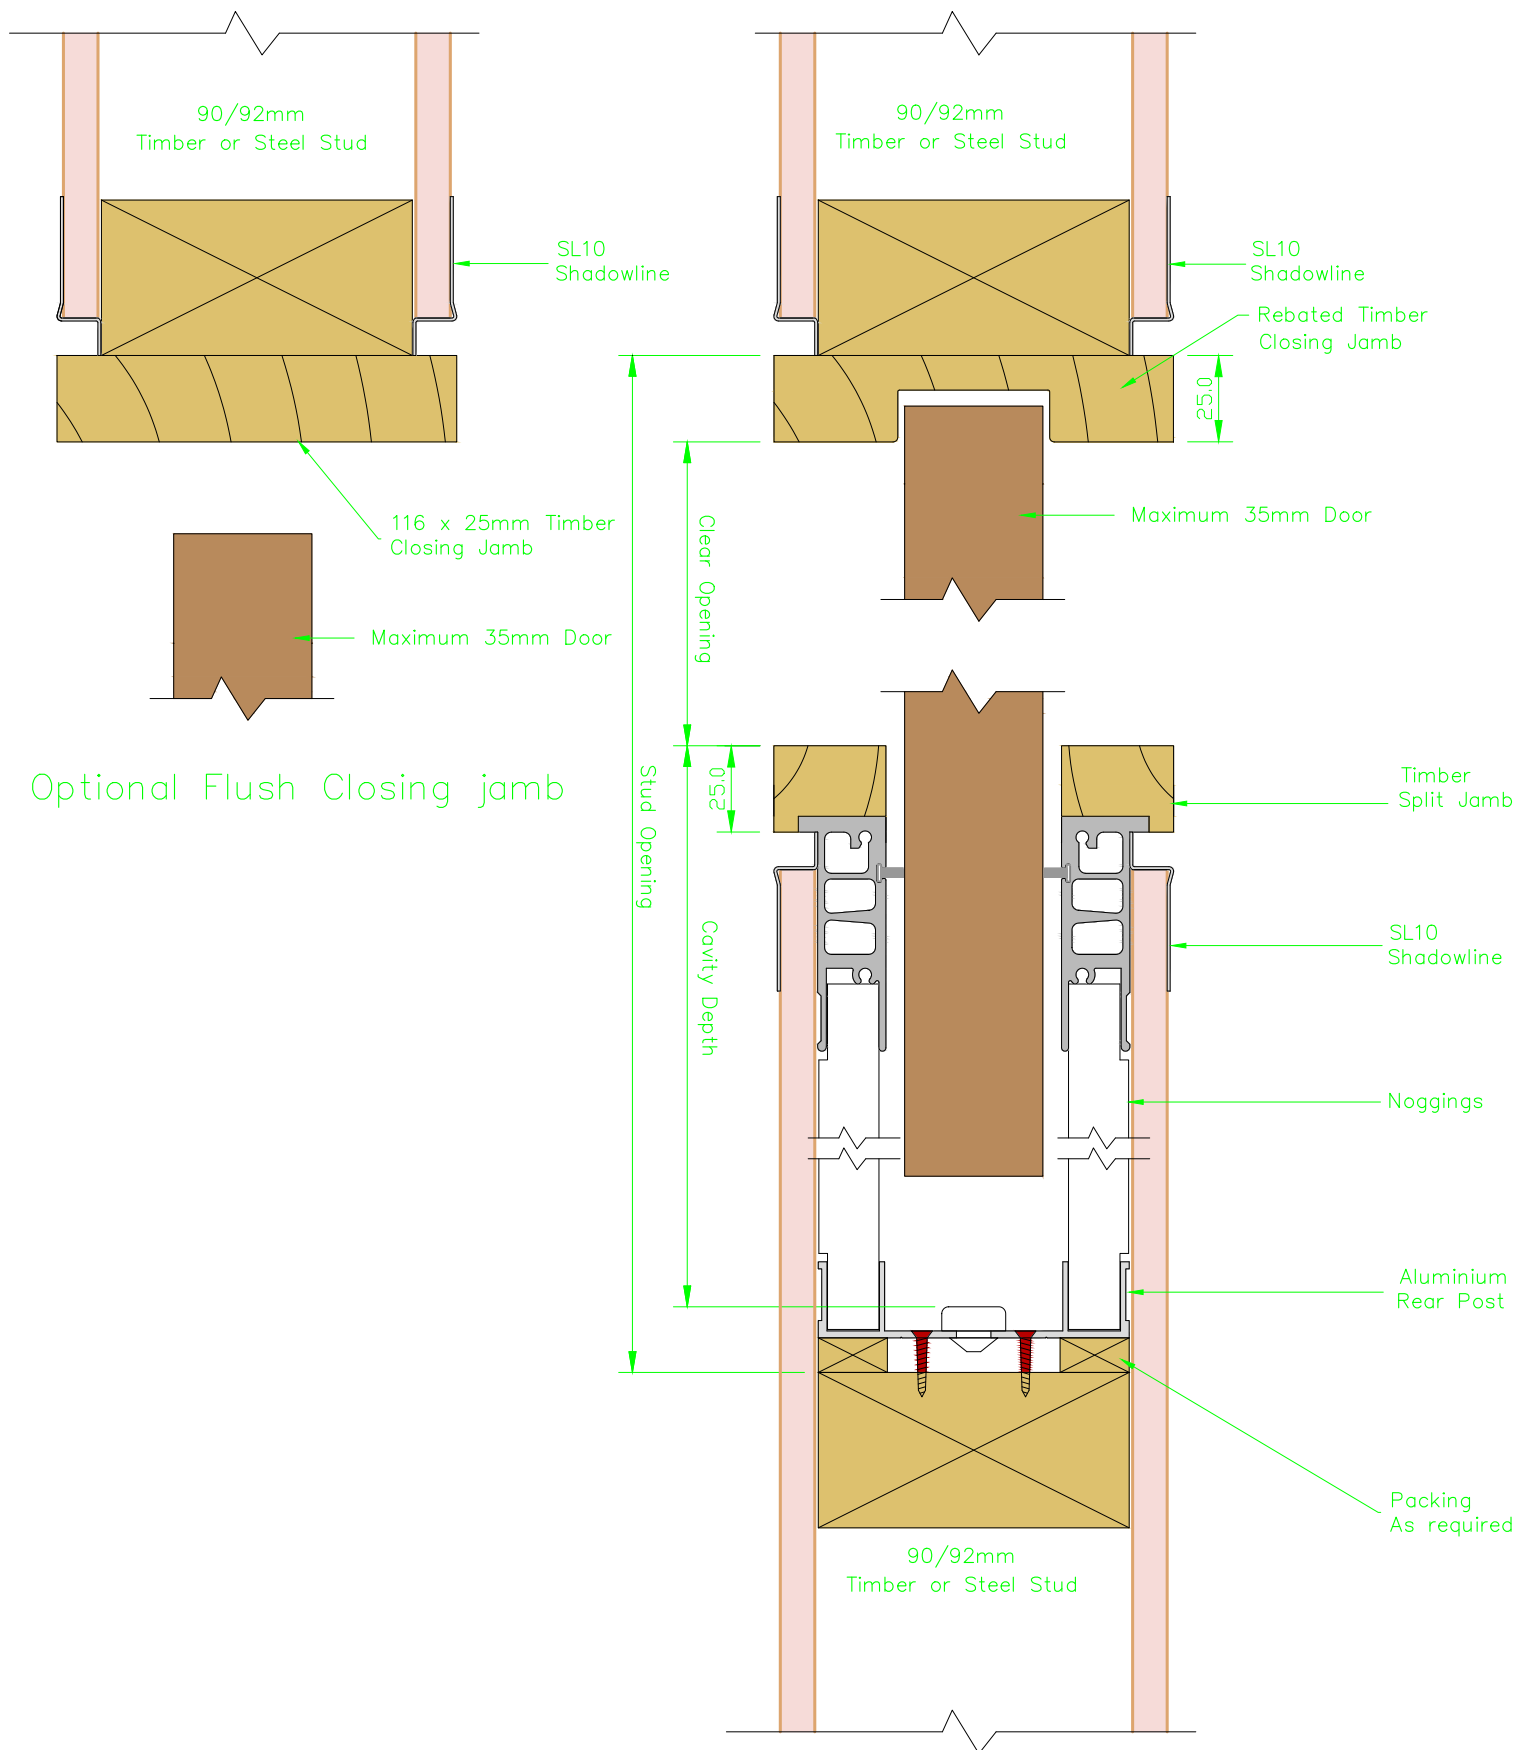 90/92mm
Timber or Steel Stud
SL10
Shadowline
116 x 25mm Timber
Closing Jamb
Maximum 35mm Door
Optional Flush Closing jamb
90/92mm
Timber or Steel Stud
SL10
Shadowline
Rebated Timber
Closing Jamb
25.0
Maximum 35mm Door
Clear Opening
Stud Opening
25.0
Cavity Depth
Timber
Split Jamb
SL10
Shadowline
Noggings
Aluminium
Rear Post
Packing
As required
90/92mm
Timber or Steel Stud